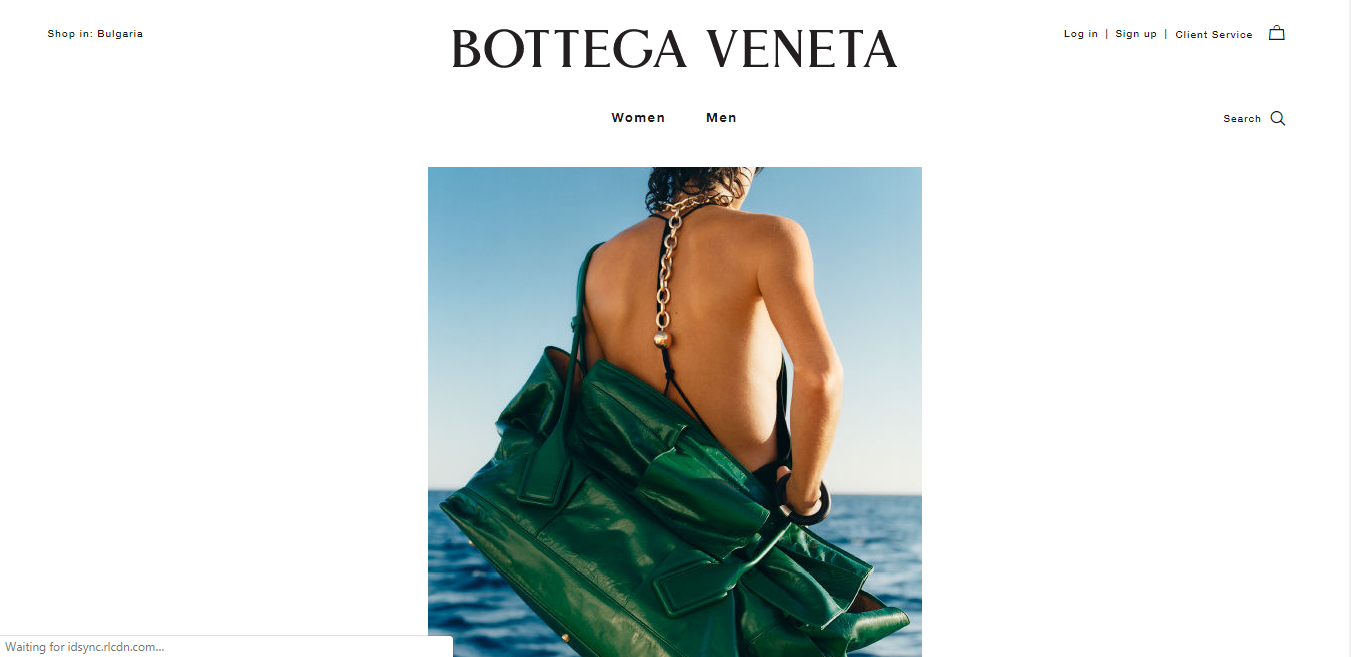 Shop in: Bulgaria
BOTTEGA VENETA
Log in | Sign up | Client Service
Women Men
Search
Waiting for idsync.rlcdn.com...